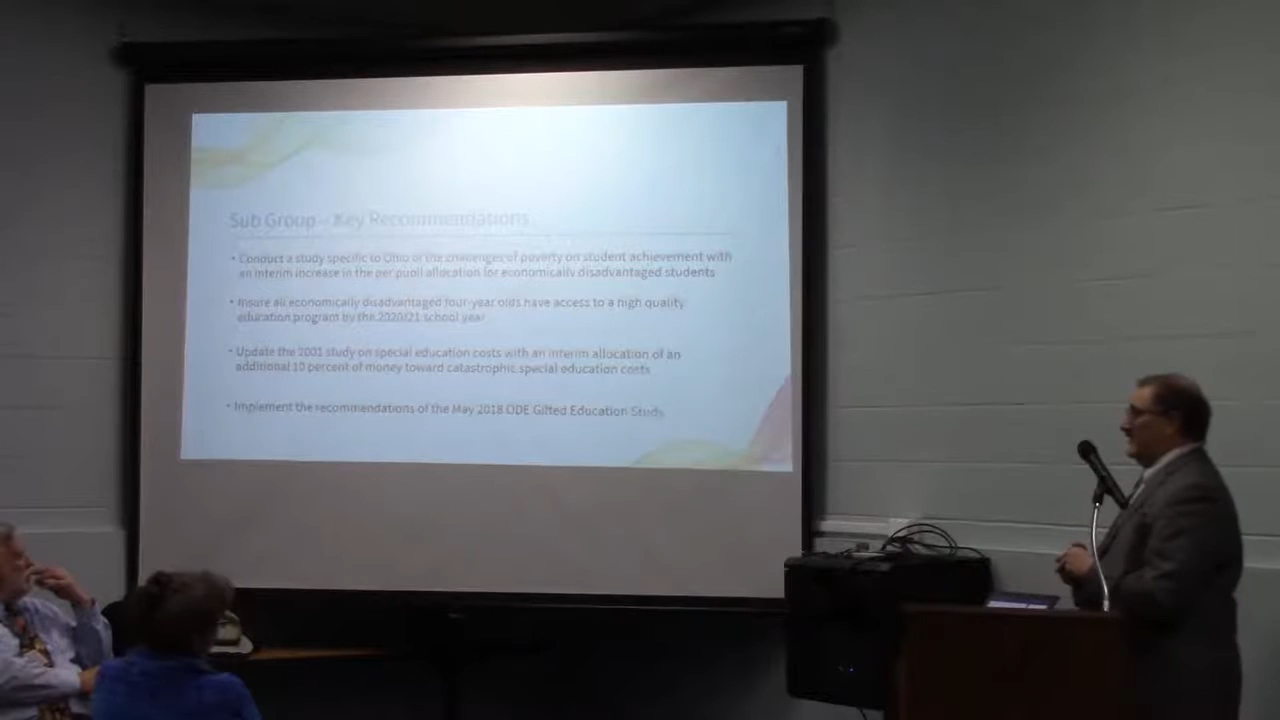 Sub Group – Key Recommendations
• Conduct a study specific to Ohio of the challenges of poverty on student achievement with
an interim increase in the per pupil allocation for economically disadvantaged students
• Insure all economically disadvantaged four-year olds have access to a high quality
education program by the 2020/21 school year
• Update the 2001 study on special education costs with an interim allocation of an
additional 10 percent of money toward catastrophic special education costs
• Implement the recommendations of the May 2018 ODE Gifted Education Study